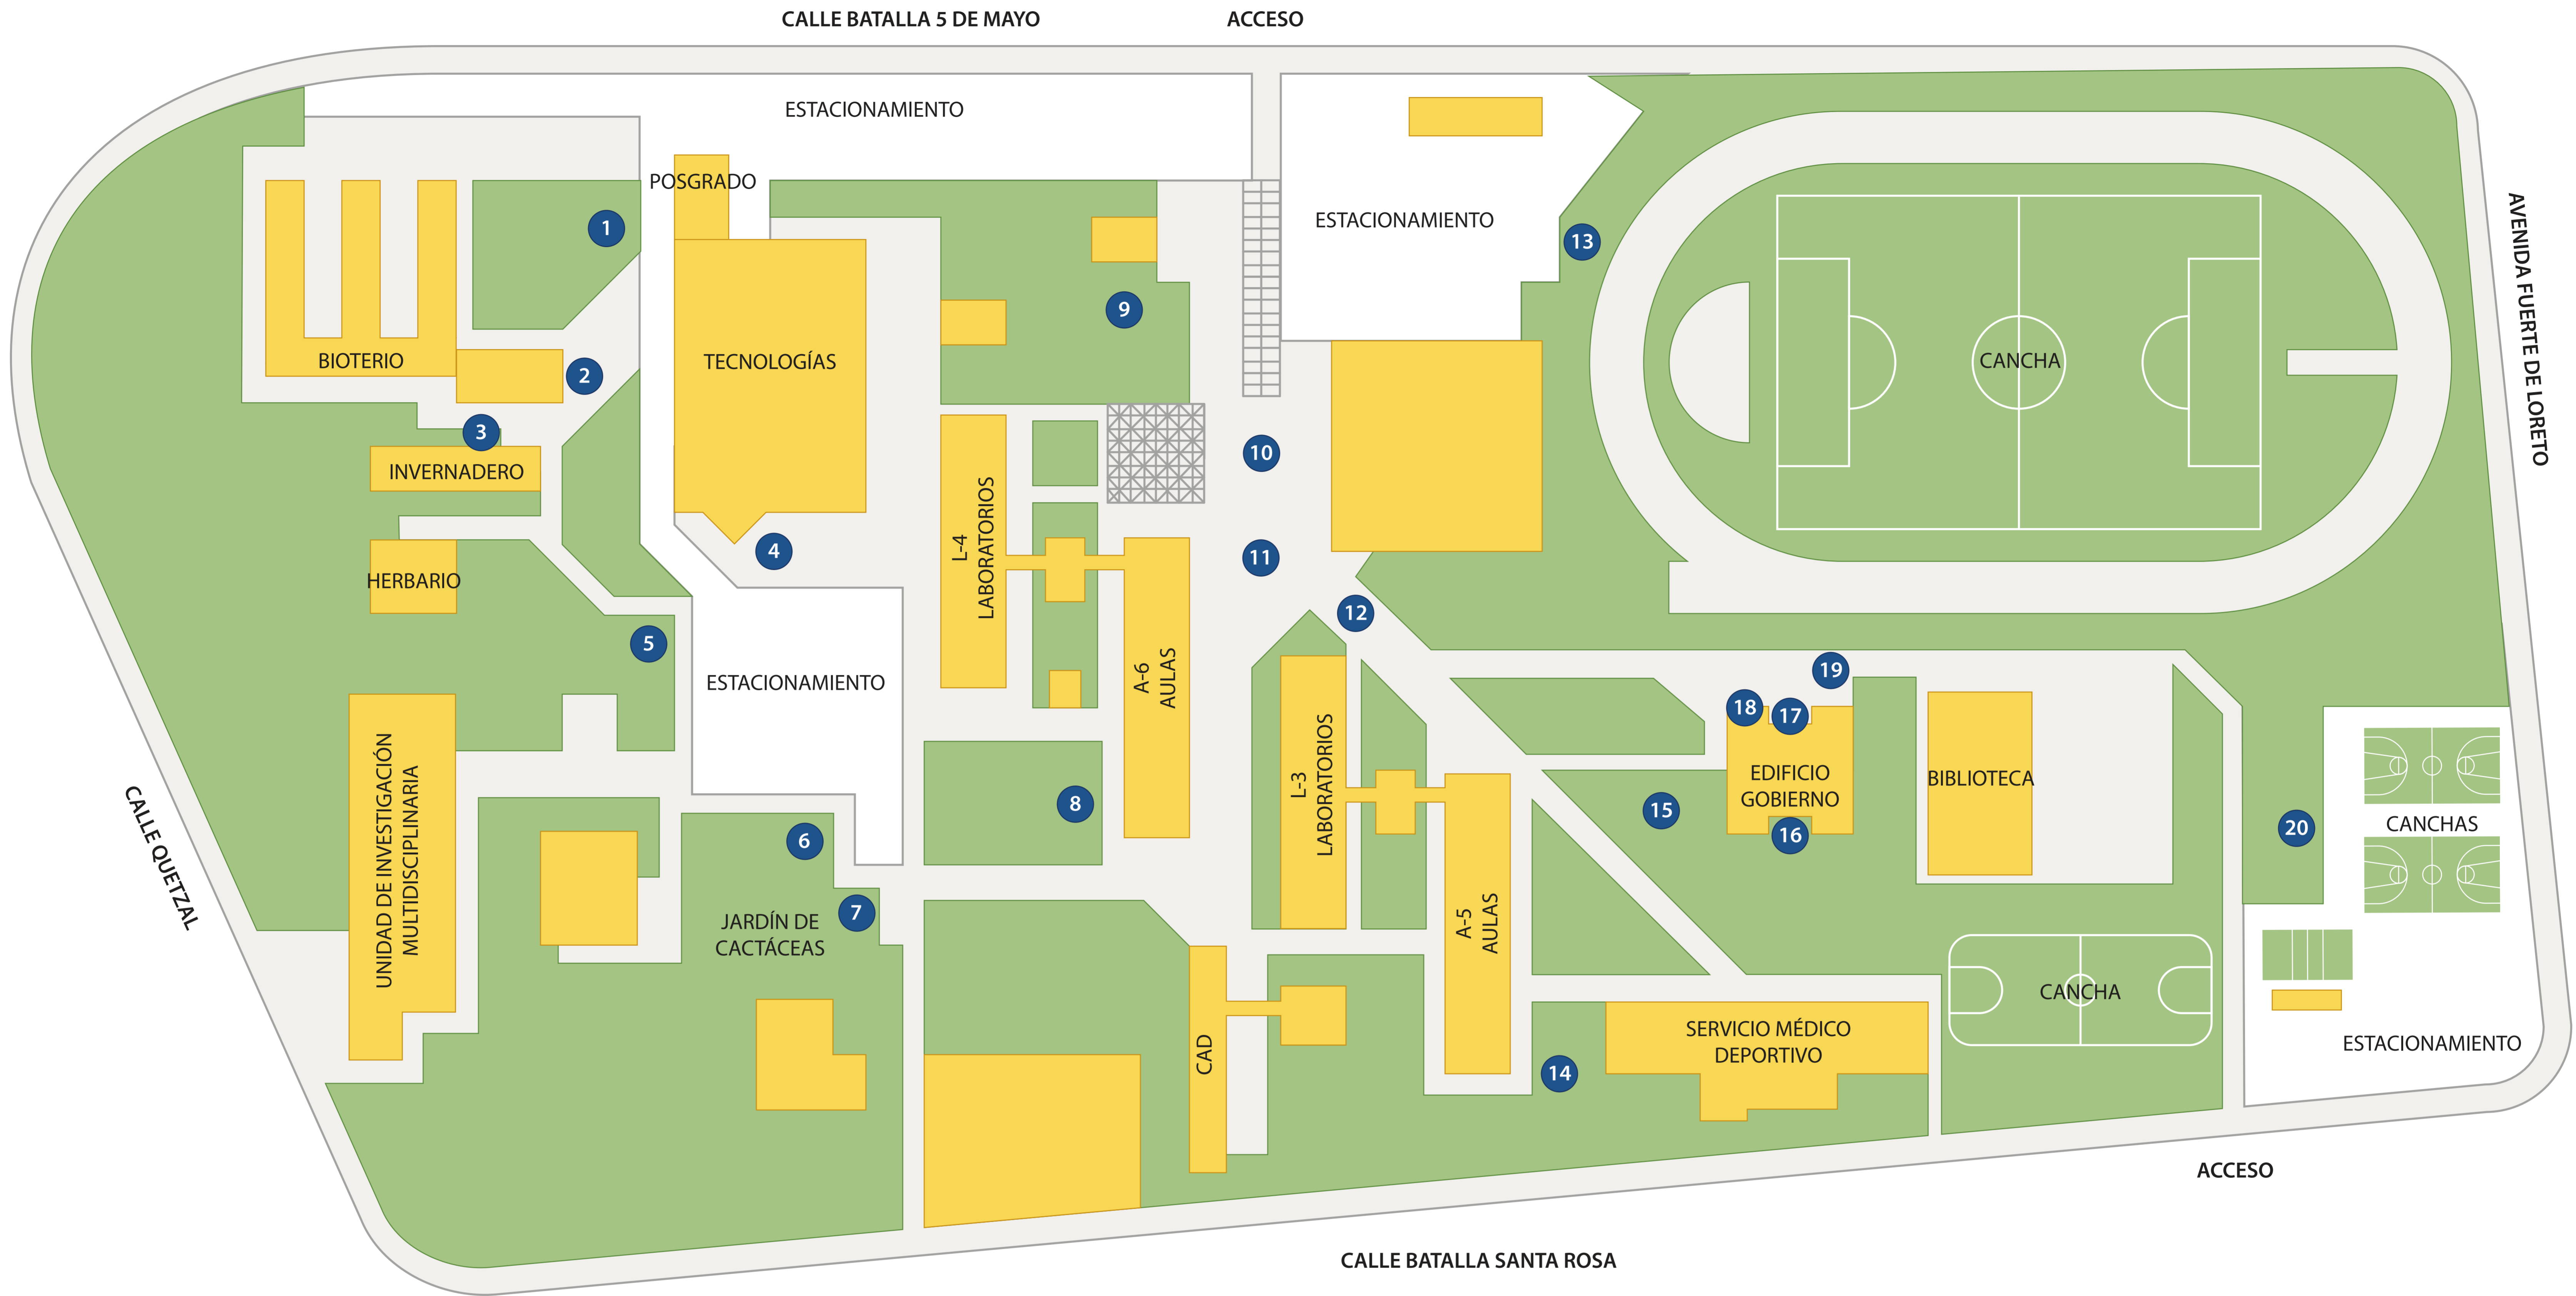 CALLE BATALLA 5 DE MAYO
ACCESO
ESTACIONAMIENTO
POSGRADO
ESTACIONAMIENTO
1
13
9
AVENIDA FUERTE DE LORETO
BIOTERIO
2
TECNOLOGÍAS
CANCHA
3
10
INVERNADERO
4
L-4
LABORATORIOS
11
HERBARIO
12
5
ESTACIONAMIENTO
A-6
AULAS
19
18
17
EDIFICIO
GOBIERNO
BIBLIOTECA
16
15
8
L-3
LABORATORIOS
20
CANCHAS
6
7
JARDÍN DE
CACTÁCEAS
UNIDAD DE INVESTIGACIÓN
MULTIDISCIPLINARIA
CALLE QUETZAL
A-5
AULAS
CANCHA
CAD
SERVICIO MÉDICO
DEPORTIVO
14
ESTACIONAMIENTO
ACCESO
CALLE BATALLA SANTA ROSA